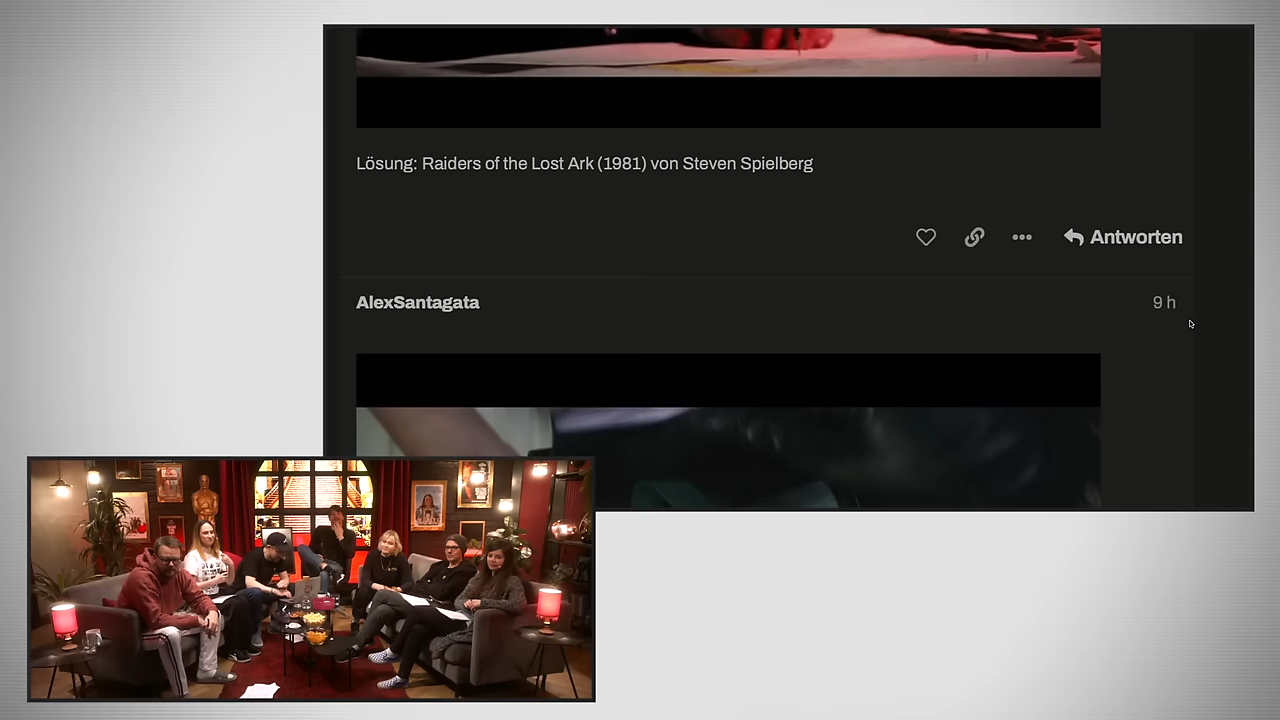 Lösung: Raiders of the Lost Ark (1981) von Steven Spielberg
Antworten
AlexSantagata
9 h